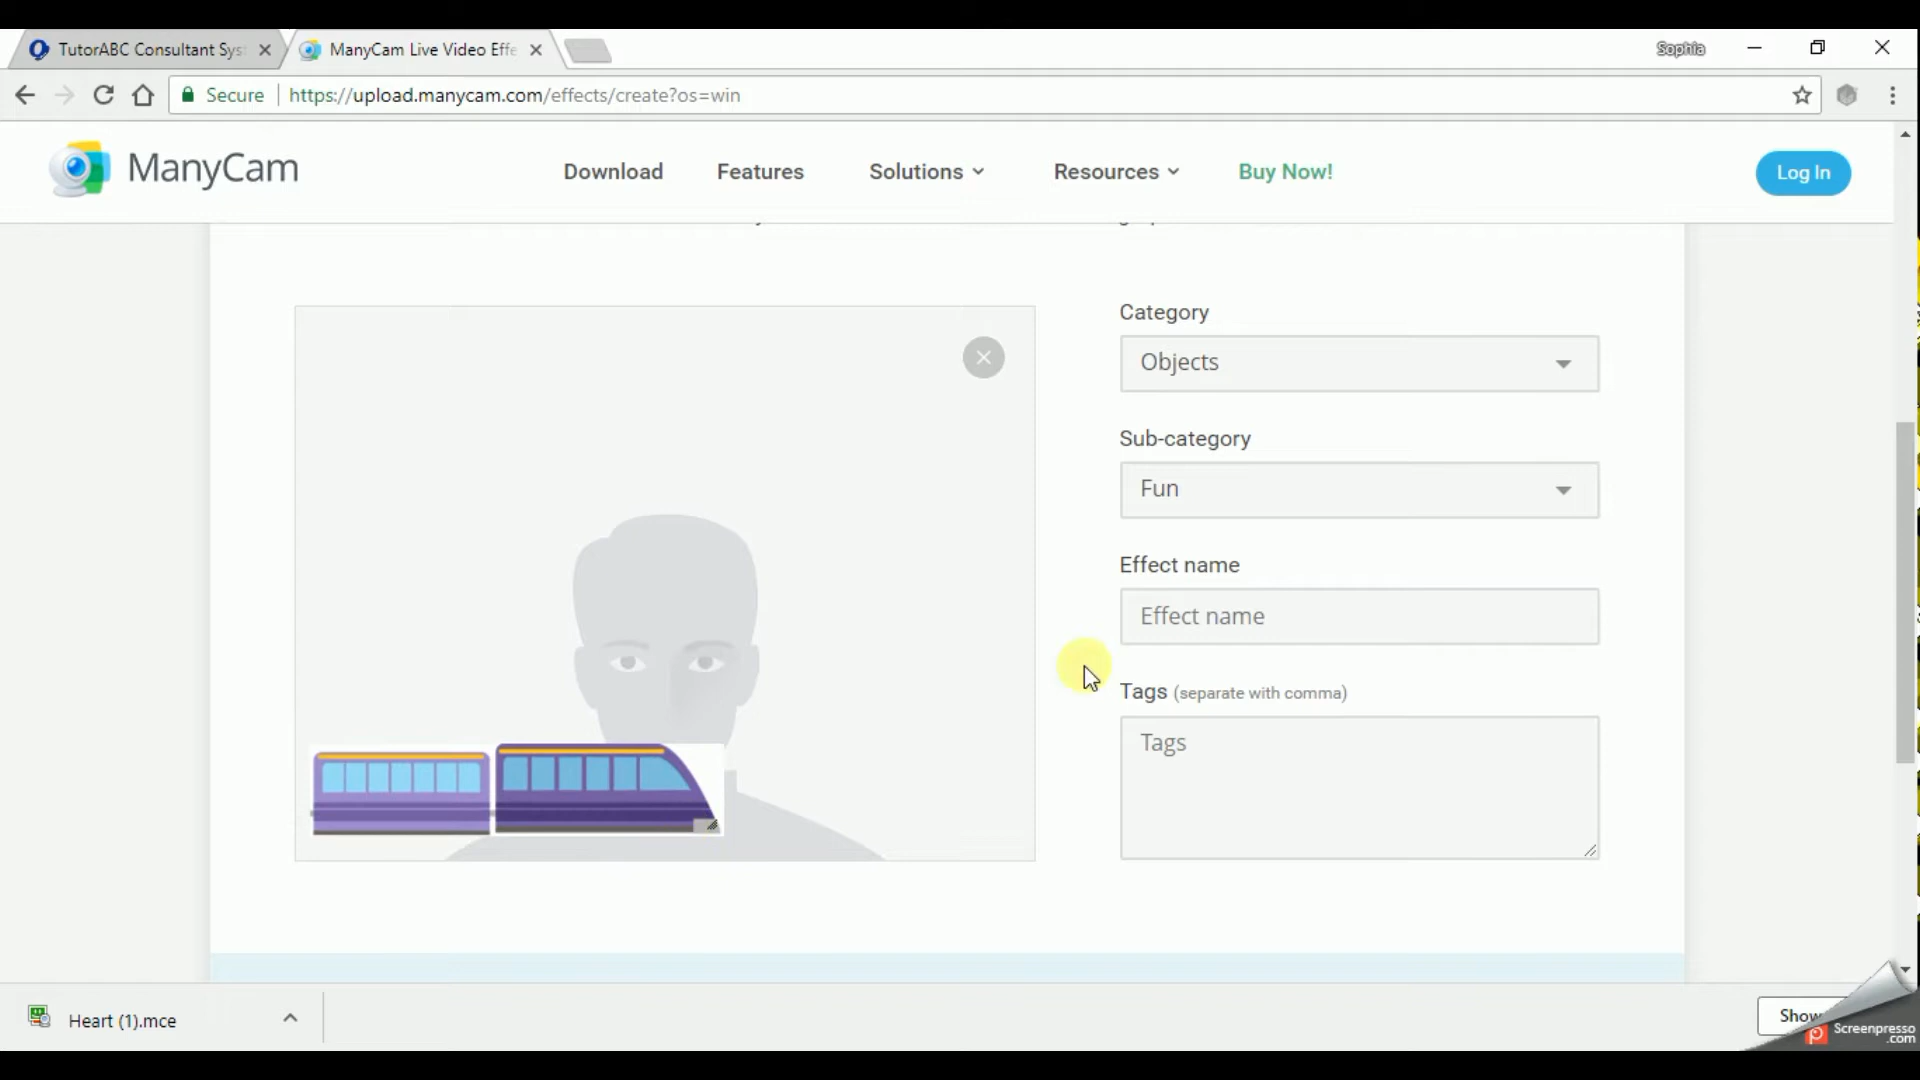 TutorABC Consultant Sys
ManyCam Live Video Effe
Sophia
Secure
https://upload.manycam.com/effects/create?os=win
ManyCam
Download
Features
Solutions
Resources
Buy Now!
Log In
Category
Objects
Sub-category
Fun
Effect name
Effect name
Tags (separate with comma)
Tags
Heart (1).mce
Show
Screenpresso
.com